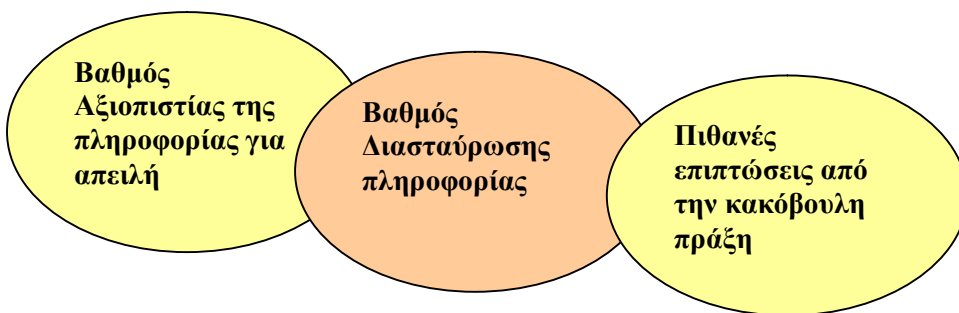 Βαθμός
Αξιοπιστίας της
πληροφορίας για
απειλή
Βαθμός
Διασταύρωσης
πληροφορίας
Πιθανές
επιπτώσεις από
την κακόβουλη
πράξη